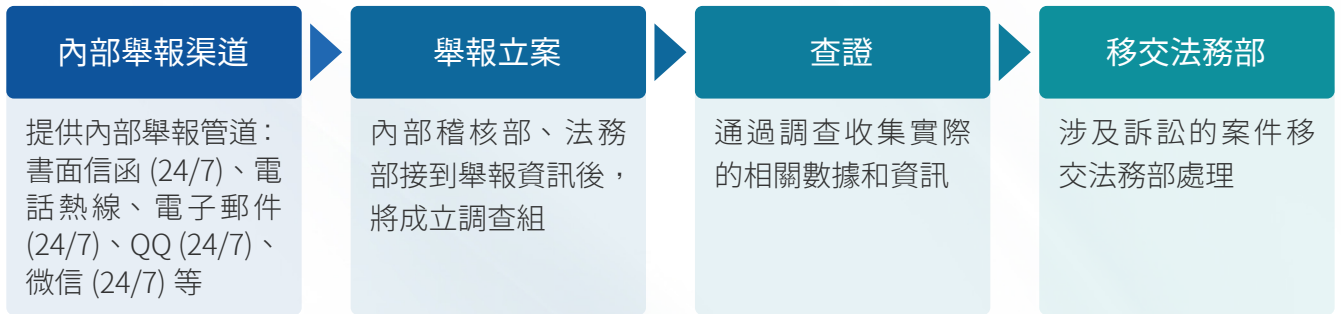 內部舉報渠道
提供內部舉報管道：
書面信函 (24/7)、電
話熱線、電子郵件
(24/7)、QQ (24/7)、
微信 (24/7) 等
舉報立案
內部稽核部、法務
部接到舉報資訊後，
將成立調查組
查證
通過調查收集實際
的相關數據和資訊
移交法務部
涉及訴訟的案件移
交法務部處理